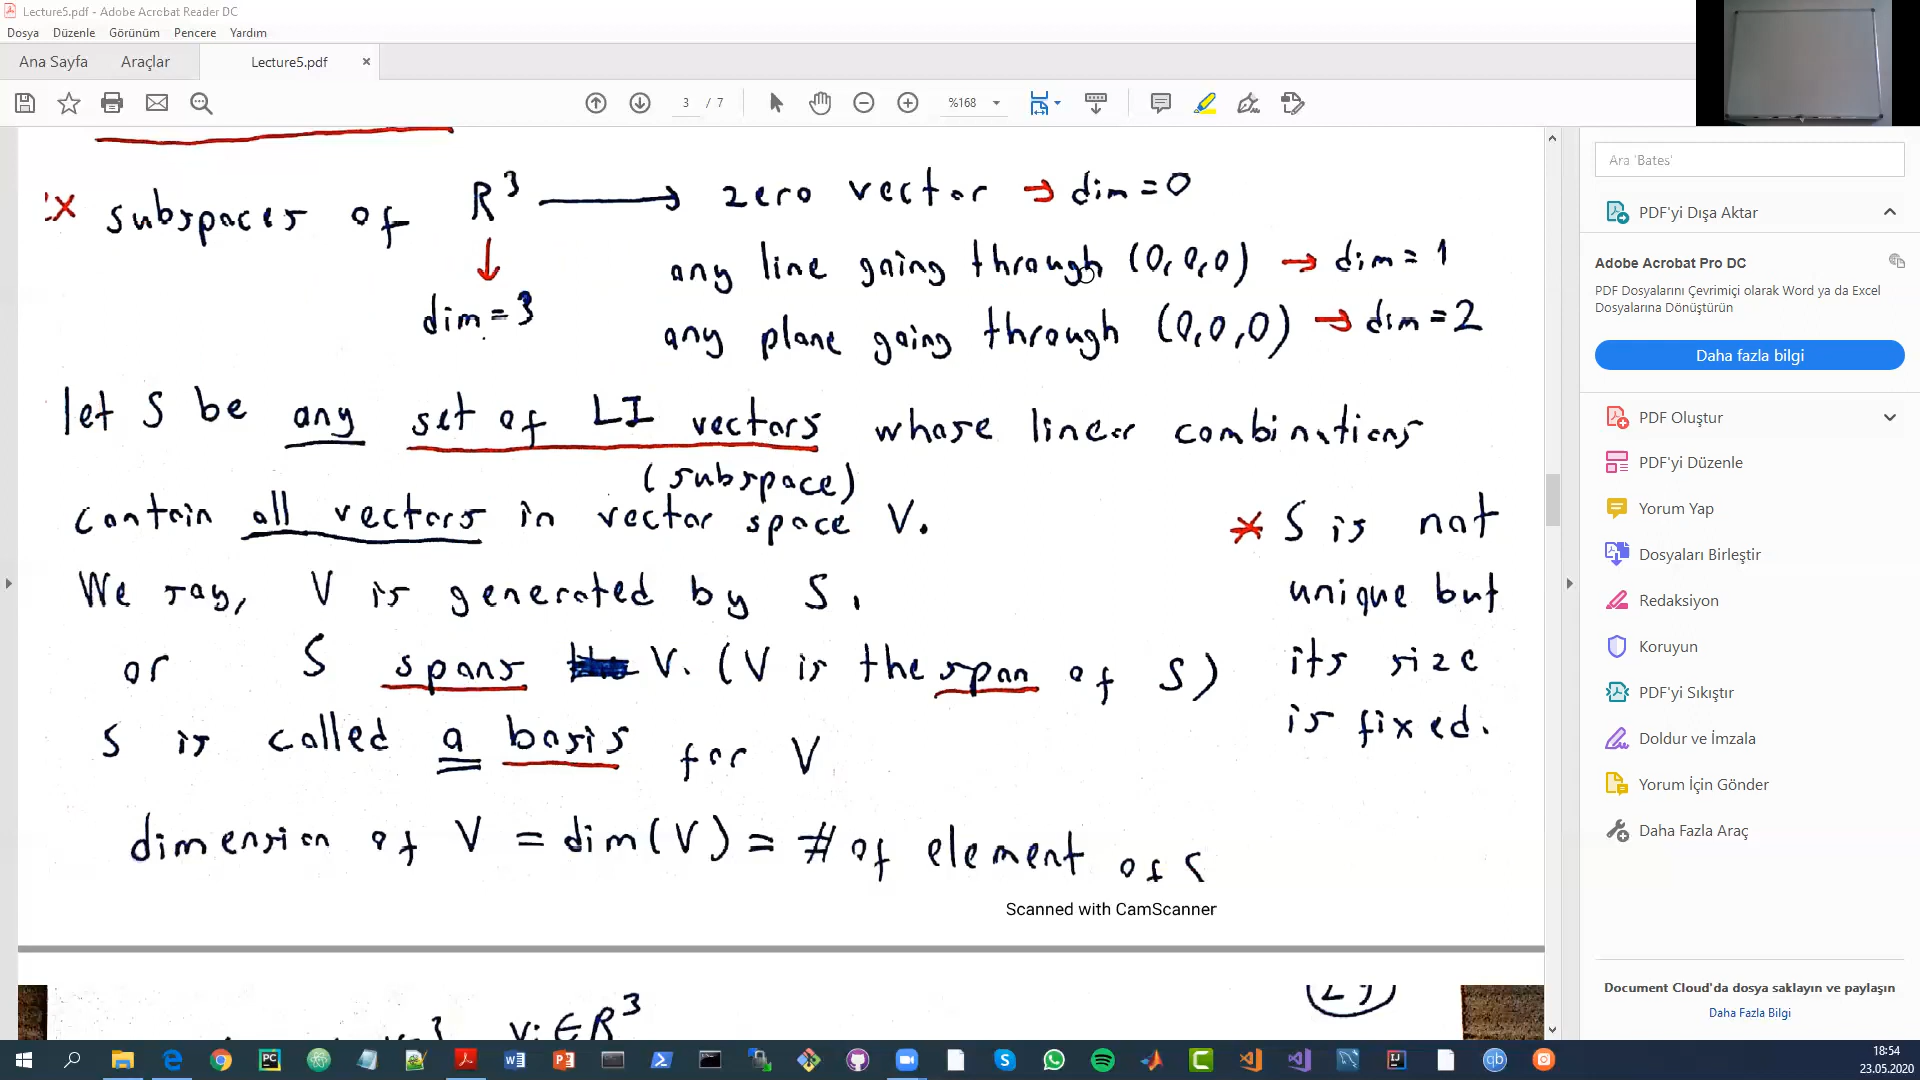 Lecture5.pdf - Adobe Acrobat Reader DC
Dosya Düzenle Görünüm Pencere Yardım
Ana Sayfa Araçlar Lecture5.pdf ×
3 / 7 %168
subspaces of R³ → zero vector → dim = 0
any line going through (0,0,0) → dim = 1
↓
dim = 3
any plane going through (0,0,0) → dim = 2
let S be any set of LI vectors whose linear combinations
(subspace)
contain all vectors in vector space V.
We say, V is generated by S.
or S spans V. (V is the span of S)
S is called a basis for V
dimension of V = dim(V) = # of element of S
* S is not
unique but
its size
is fixed.
Scanned with CamScanner
vᵢ ∈ R³
Ara 'Bates'
PDF'yi Dışa Aktar
Adobe Acrobat Pro DC
PDF Dosyalarını Çevrimiçi olarak Word ya da Excel
Dosyalarına Dönüştürün
Daha fazla bilgi
PDF Oluştur
PDF'yi Düzenle
Yorum Yap
Dosyaları Birleştir
Redaksiyon
Koruyun
PDF'yi Sıkıştır
Doldur ve İmzala
Yorum İçin Gönder
Daha Fazla Araç
Document Cloud'da dosya saklayın ve paylaşın
Daha Fazla Bilgi
18:54
23.05.2020